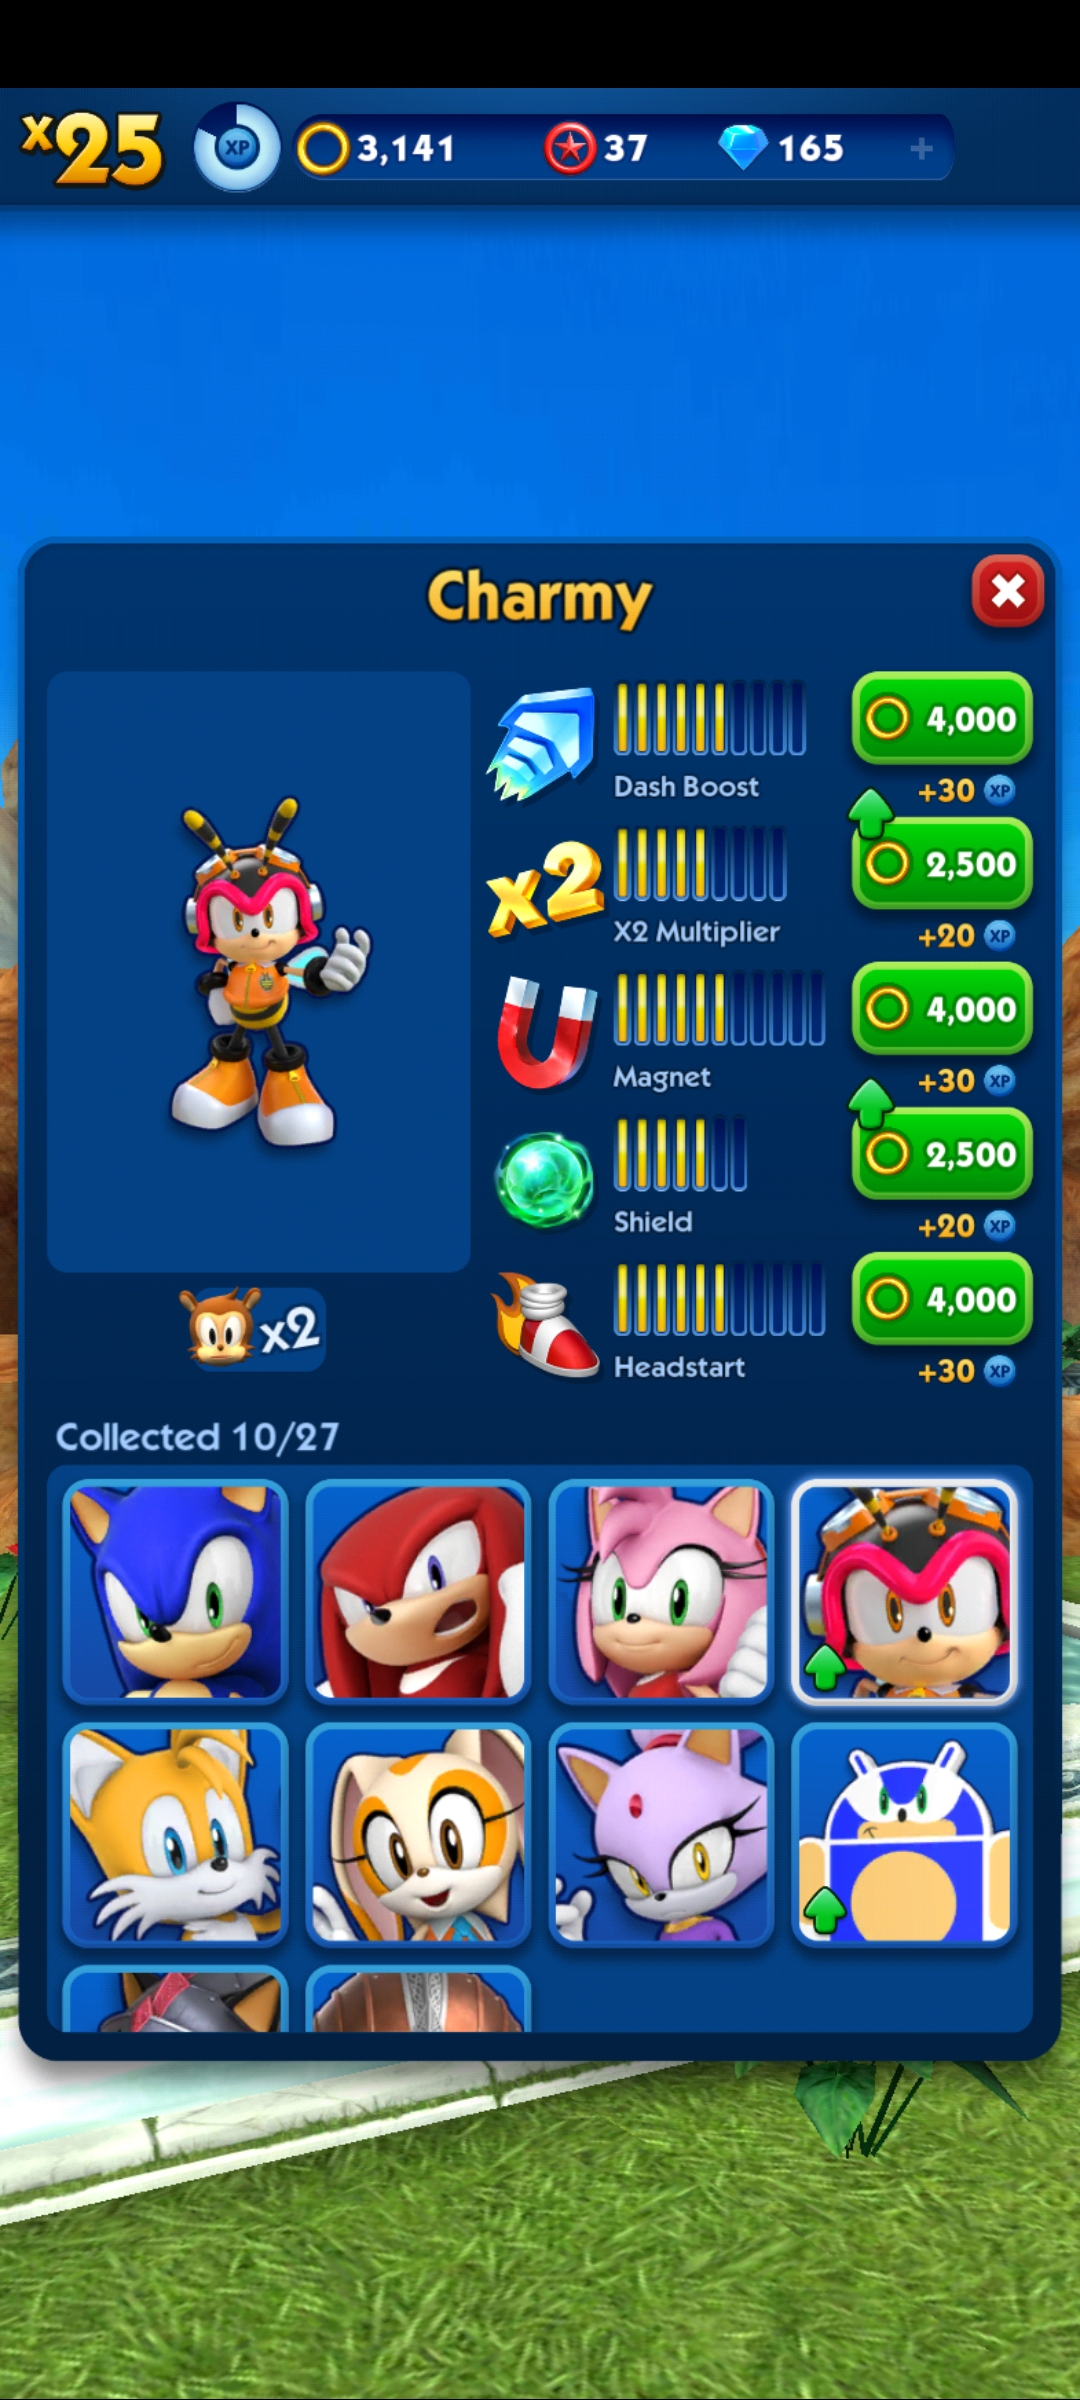 x25 XP 3,141 37 165 +
Charmy
4,000
Dash Boost +30 XP
x2 2,500
X2 Multiplier +20 XP
4,000
Magnet +30 XP
2,500
Shield +20 XP
x2 4,000
Headstart +30 XP
Collected 10/27